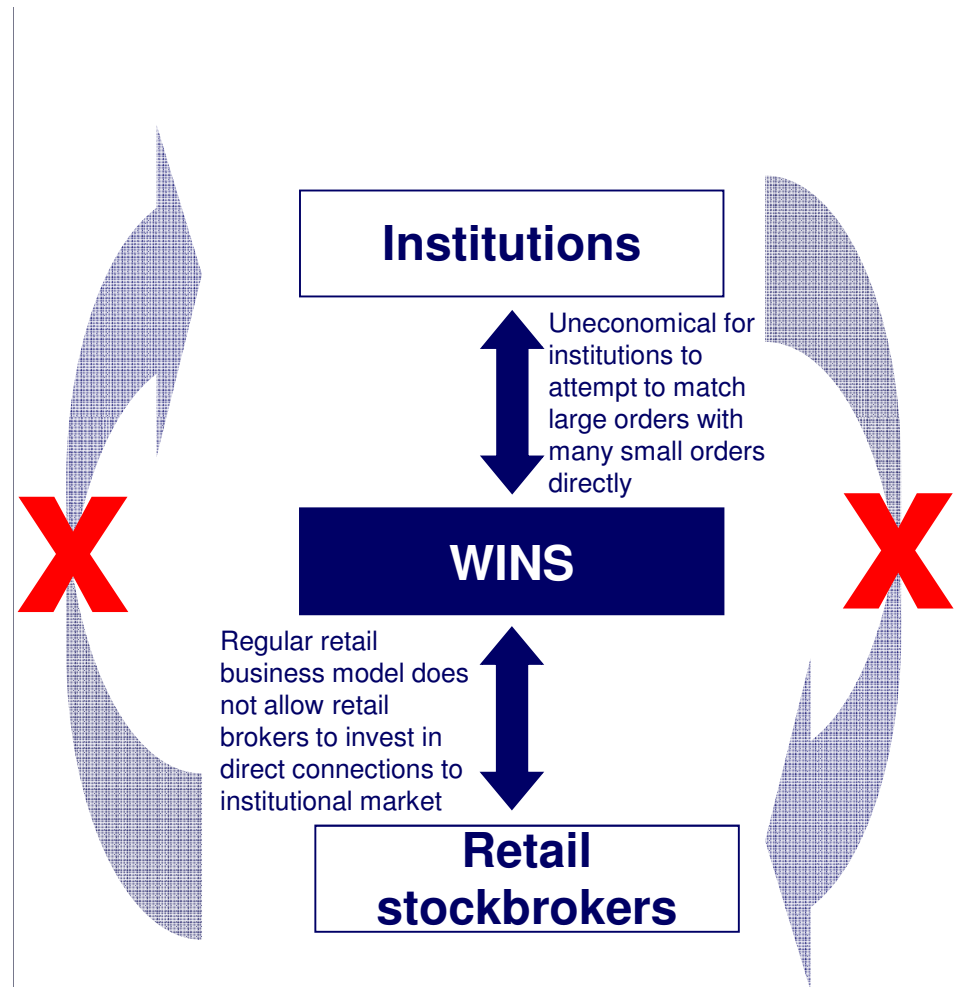 Institutions
Uneconomical for
institutions to
attempt to match
large orders with
many small orders
directly
X
X
WINS
Regular retail
business model does
not allow retail
brokers to invest in
direct connections to
institutional market
Retail
stockbrokers